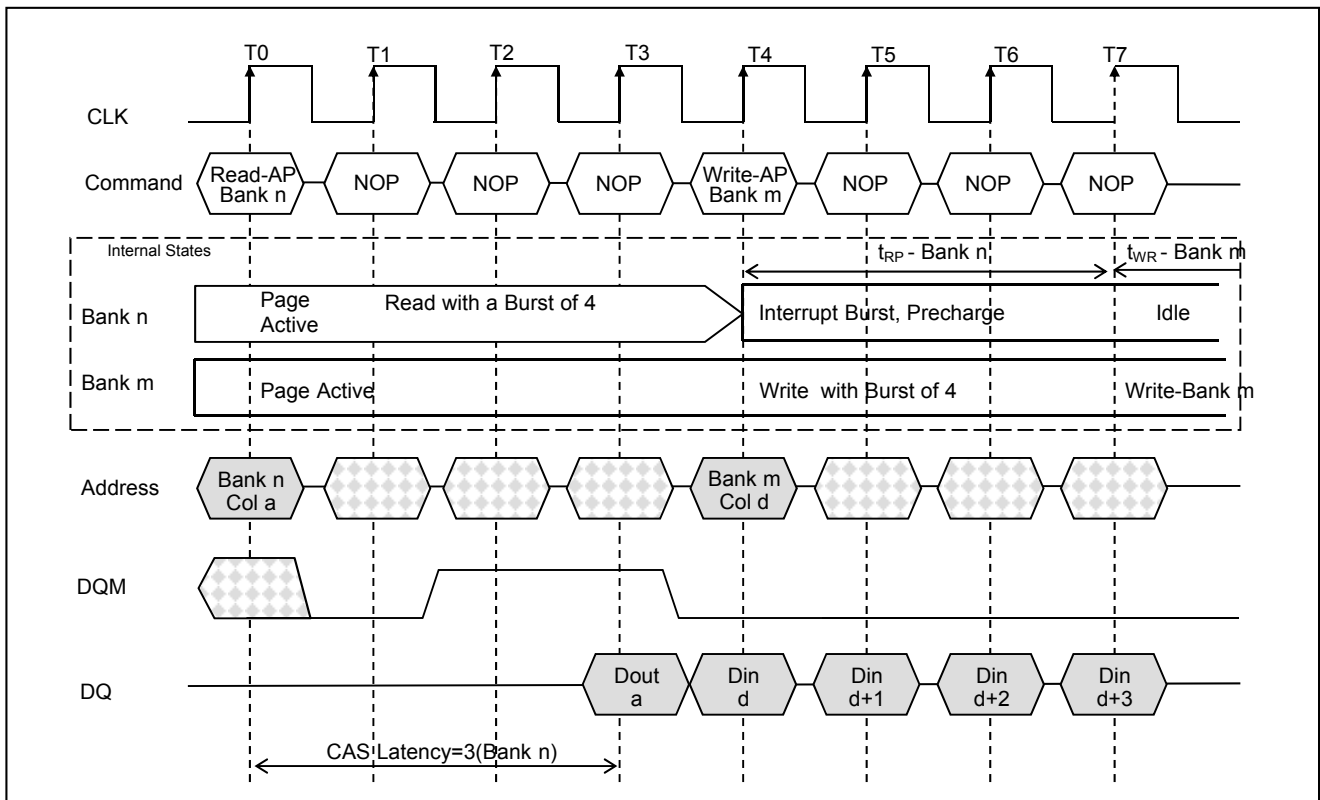 T0 T1 T2 T3 T4 T5 T6 T7
CLK
Command
Read-AP
Bank n
NOP
NOP
NOP
Write-AP
Bank m
NOP
NOP
NOP
Internal States
tRP - Bank n
tWR - Bank m
Bank n
Page
Active
Read with a Burst of 4
Interrupt Burst, Precharge
Idle
Bank m
Page Active
Write with Burst of 4
Write-Bank m
Address
Bank n
Col a
Bank m
Col d
DQM
DQ
Dout
a
Din
d
Din
d+1
Din
d+2
Din
d+3
CAS Latency=3(Bank n)